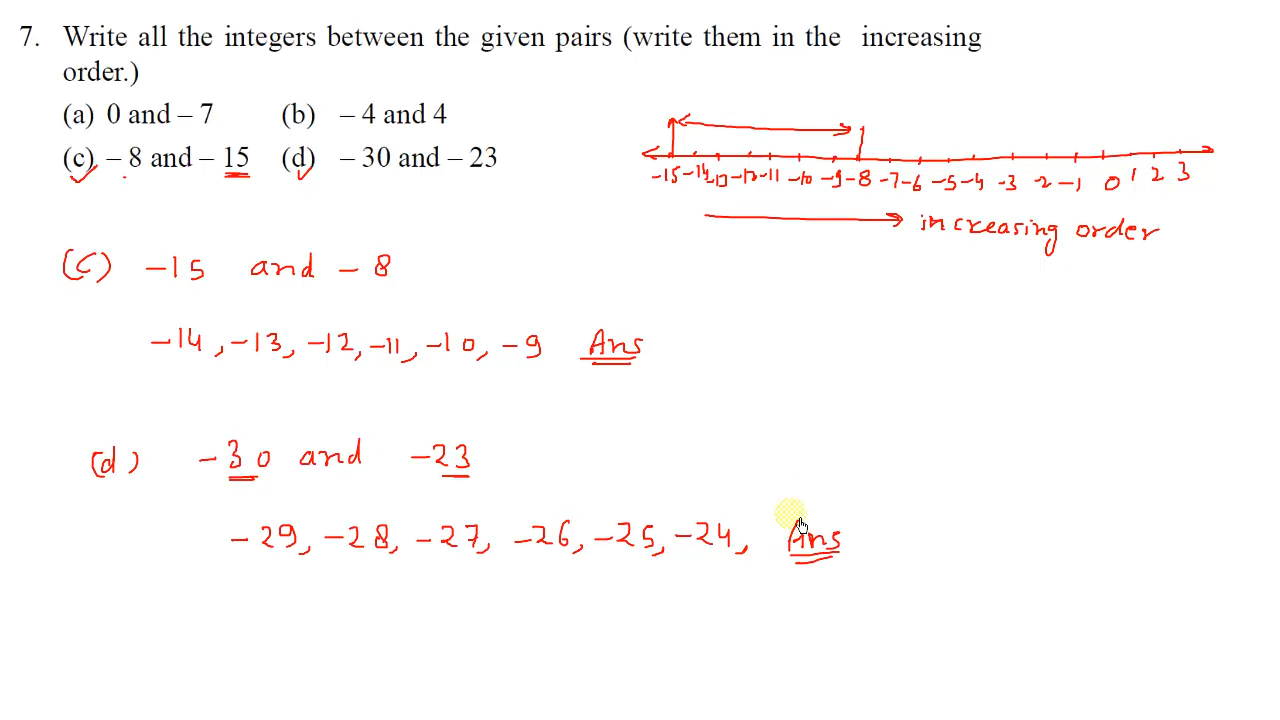 7. Write all the integers between the given pairs (write them in the increasing
order.)
(a) 0 and – 7 (b) – 4 and 4
(c) – 8 and – 15 (d) – 30 and – 23
-15 -14 -13 -12 -11 -10 -9 -8 -7 -6 -5 -4 -3 -2 -1 0 1 2 3
increasing order
(c) -15 and - 8
-14, -13, -12, -11, -10, -9 Ans
(d) -30 and -23
-29, -28, -27, -26, -25, -24, Ans